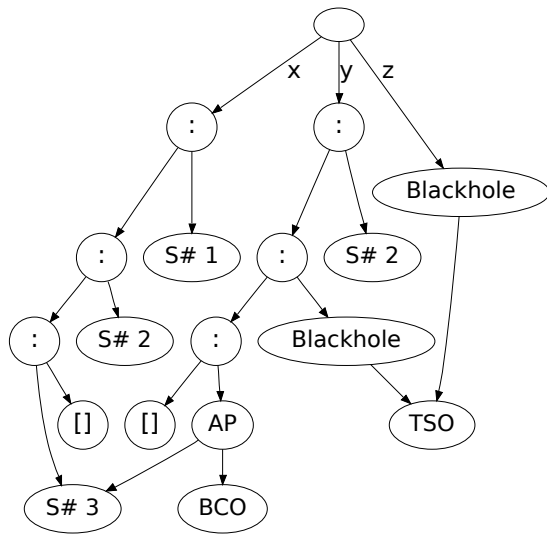 x y z
: :
Blackhole
: S# 1 : S# 2
: S# 2 : Blackhole
[] [] AP TSO
S# 3 BCO